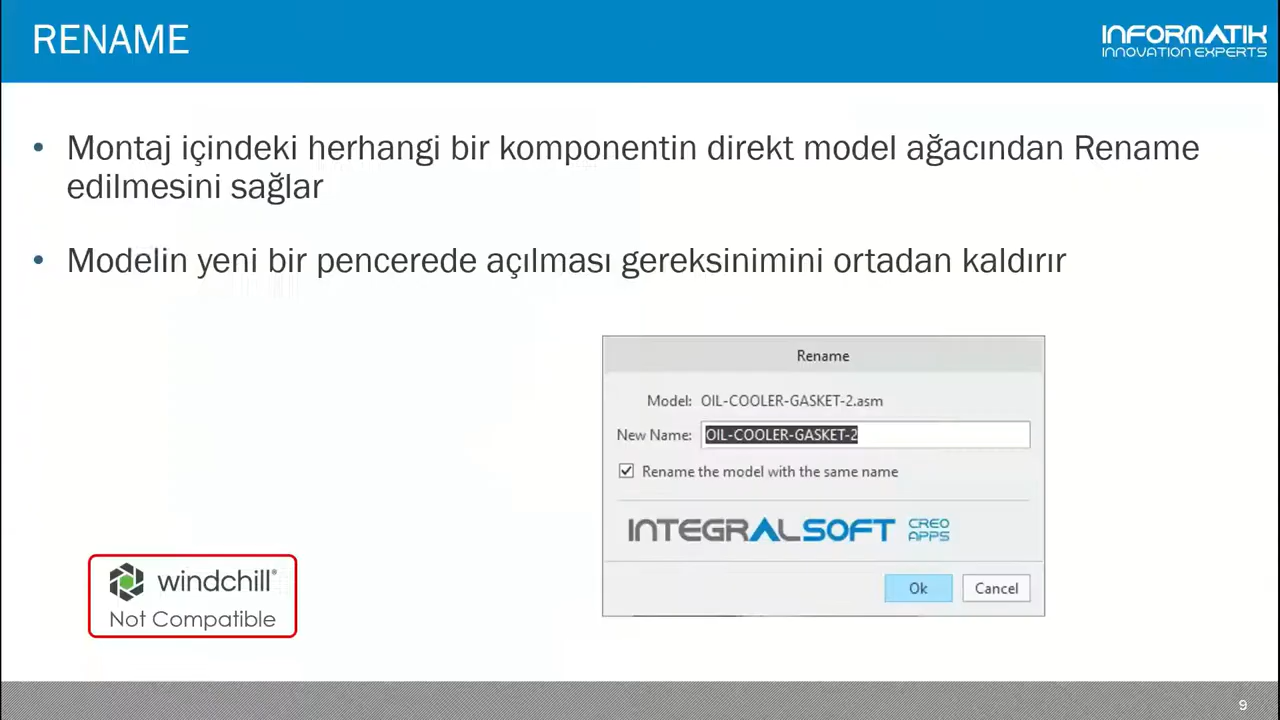 RENAME
INFORMATIK
INNOVATION EXPERTS
• Montaj içindeki herhangi bir komponentin direkt model ağacından Rename
edilmesini sağlar
• Modelin yeni bir pencerede açılması gereksinimini ortadan kaldırır
Rename
Model: OIL-COOLER-GASKET-2.asm
New Name: OIL-COOLER-GASKET-2
Rename the model with the same name
INTEGRALSOFT CREO APPS
Ok Cancel
windchill®
Not Compatible
9